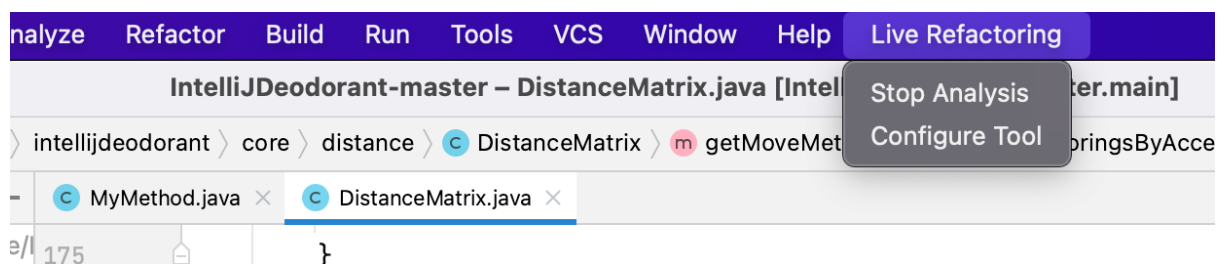 nalyze Refactor Build Run Tools VCS Window Help Live Refactoring
IntelliJDeodorant-master – DistanceMatrix.java [Intel ter.main]
Stop Analysis
intellijdeodorant core distance C DistanceMatrix m getMoveMet oringsByAcce
Configure Tool
C MyMethod.java × C DistanceMatrix.java ×
e/I 175 }